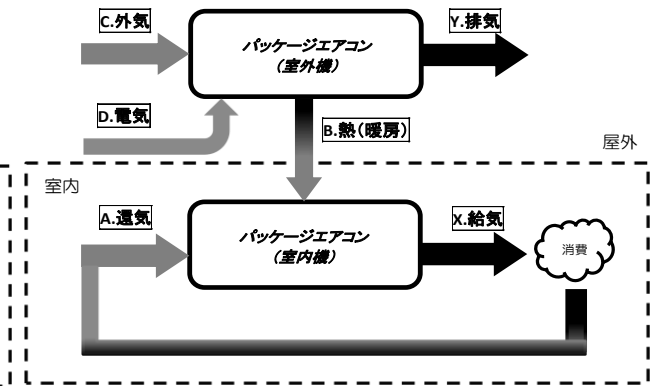 C.外気
Y.排気
パッケージエアコン
(室外機)
D.電気
B.熱(暖房)
屋外
室内
A.還気
X.給気
パッケージエアコン
(室内機)
消費